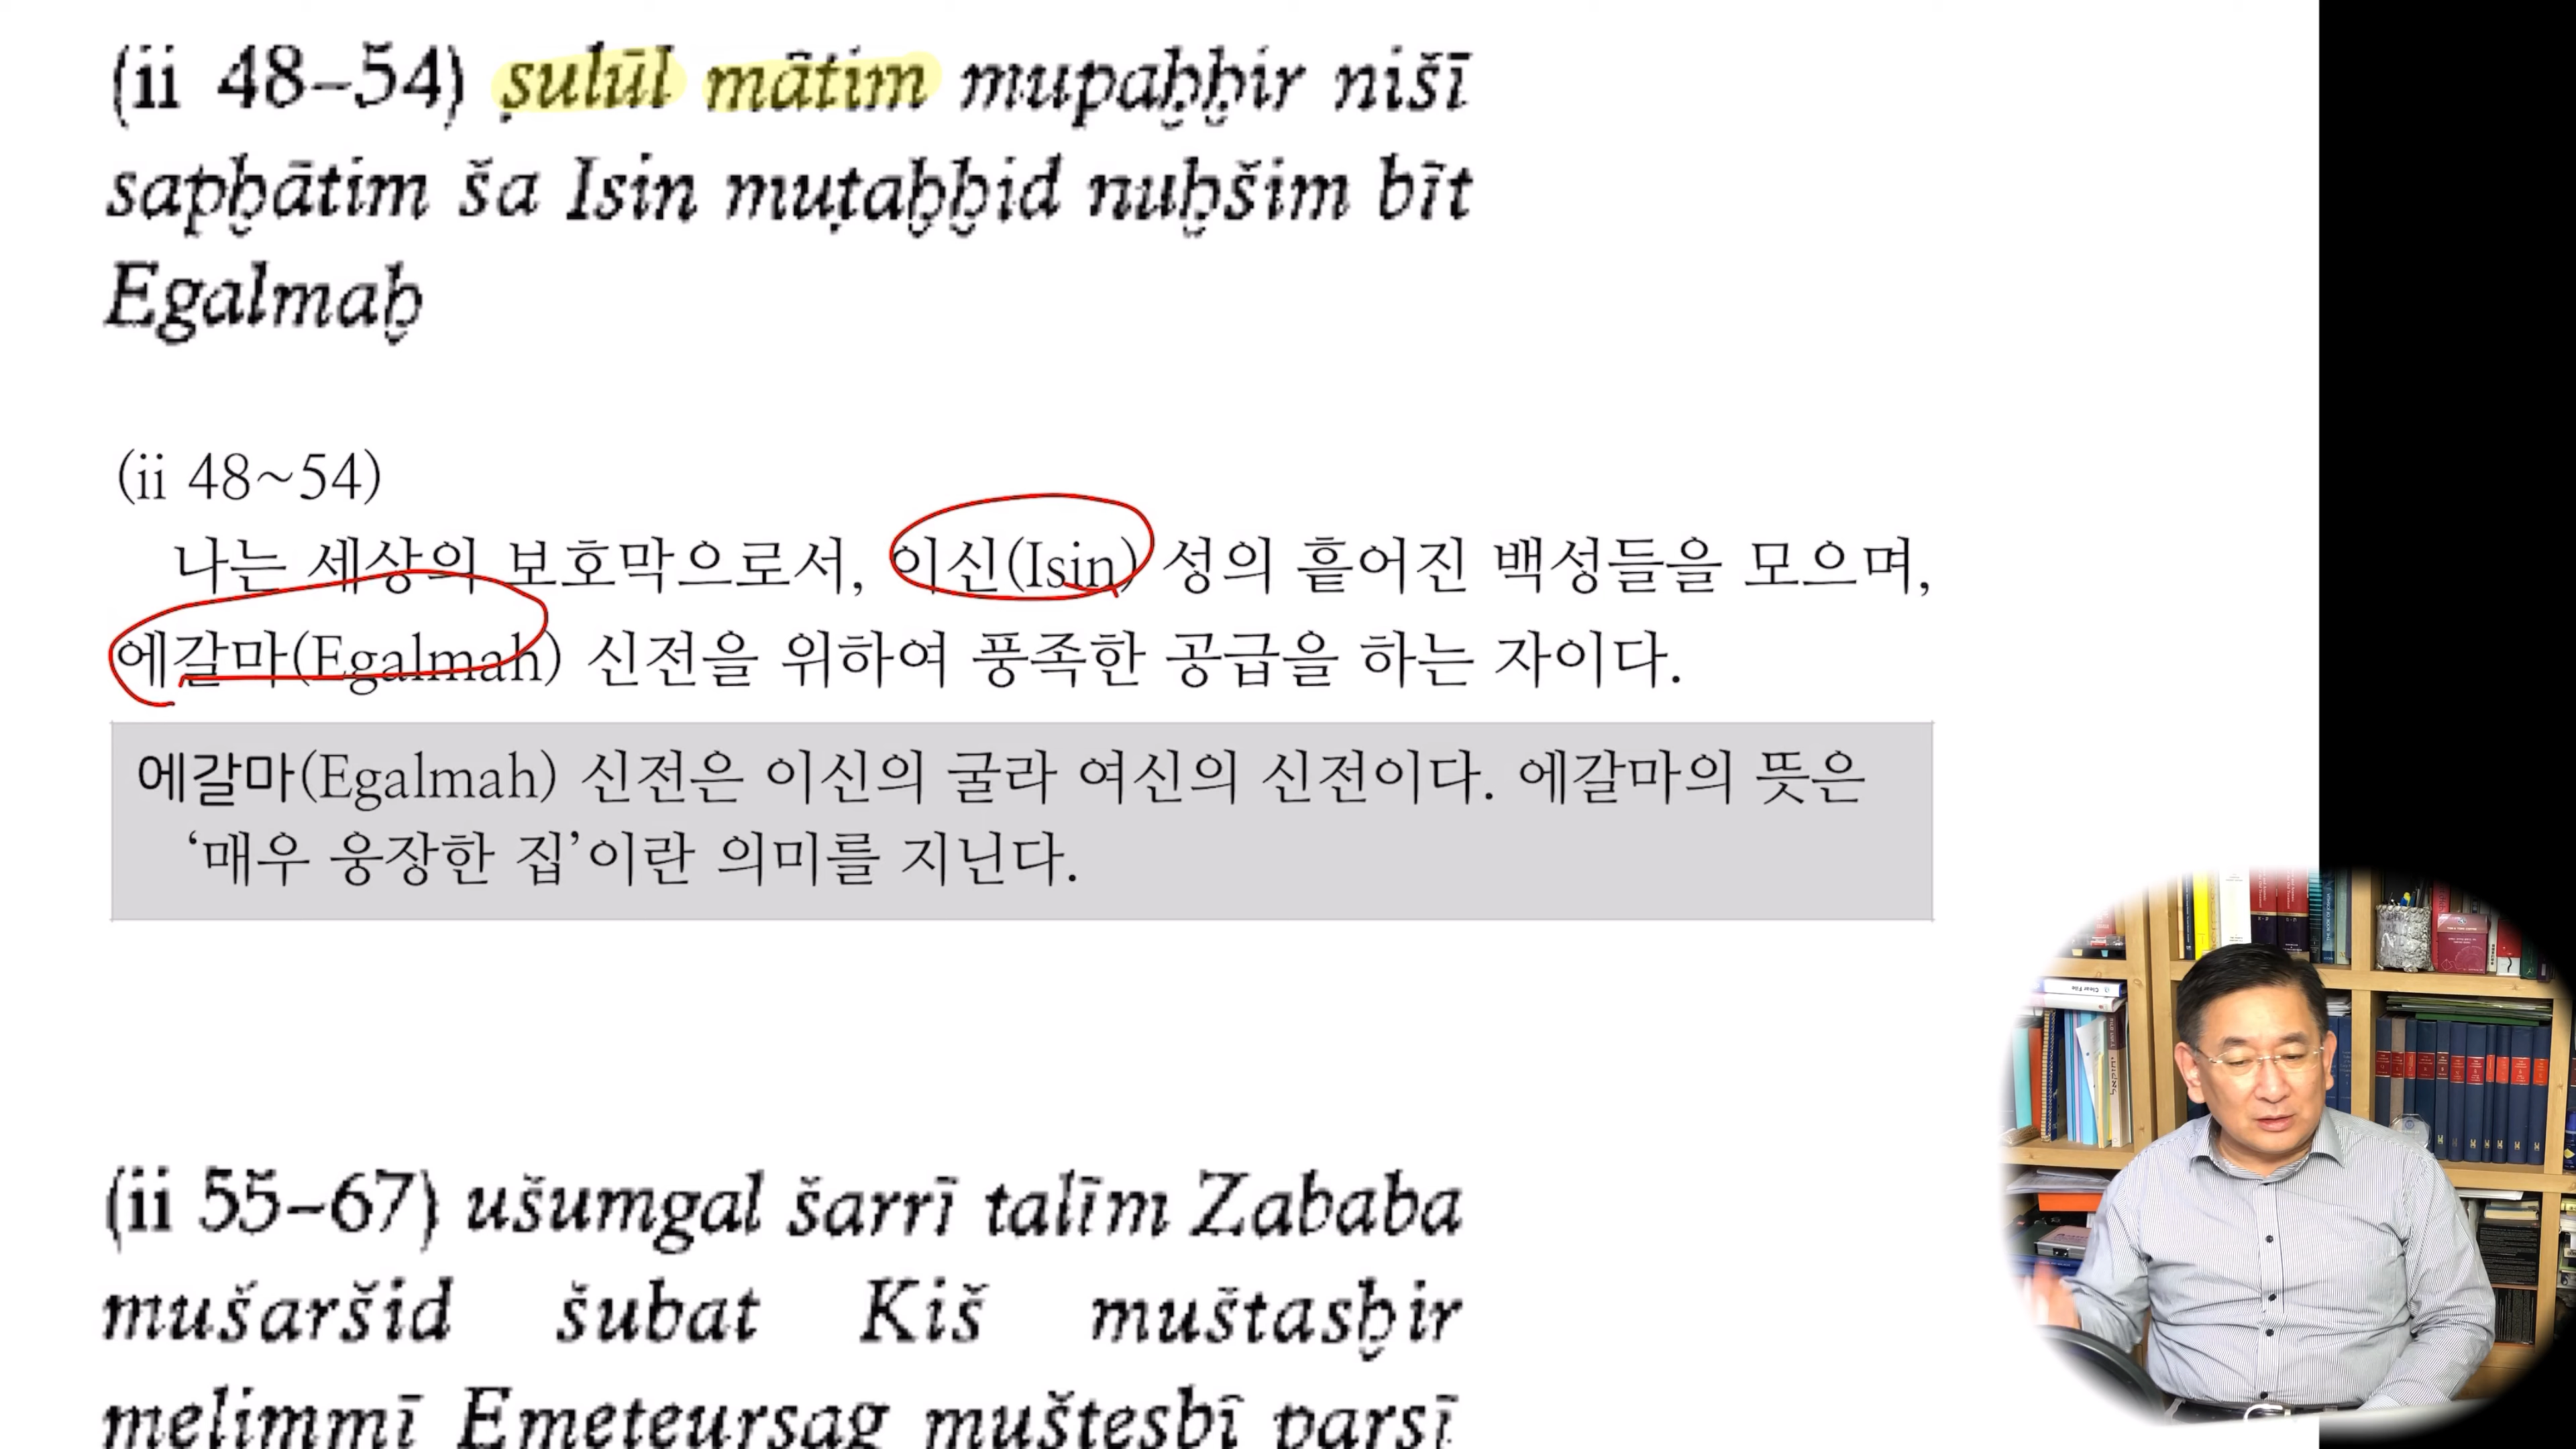 (ii 48–54) ṣulūl mātim mupaḫḫir nišī
sapḫātim ša Isin muṭaḫḫid nuḫšim bīt
Egalmaḫ
(ii 48~54)
나는 세상의 보호막으로서, 이신(Isin) 성의 흩어진 백성들을 모으며,
에갈마(Egalmah) 신전을 위하여 풍족한 공급을 하는 자이다.
에갈마(Egalmah) 신전은 이신의 굴라 여신의 신전이다. 에갈마의 뜻은
‘매우 웅장한 집’이란 의미를 지닌다.
(ii 55–67) ušumgal šarrī talīm Zababa
mušaršid šubat Kiš muštasḫir
melimmī Emeteursag muštesbî parsī